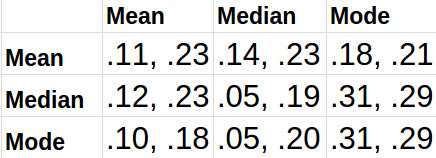 Mean Median Mode
Mean .11, .23 .14, .23 .18, .21
Median .12, .23 .05, .19 .31, .29
Mode .10, .18 .05, .20 .31, .29